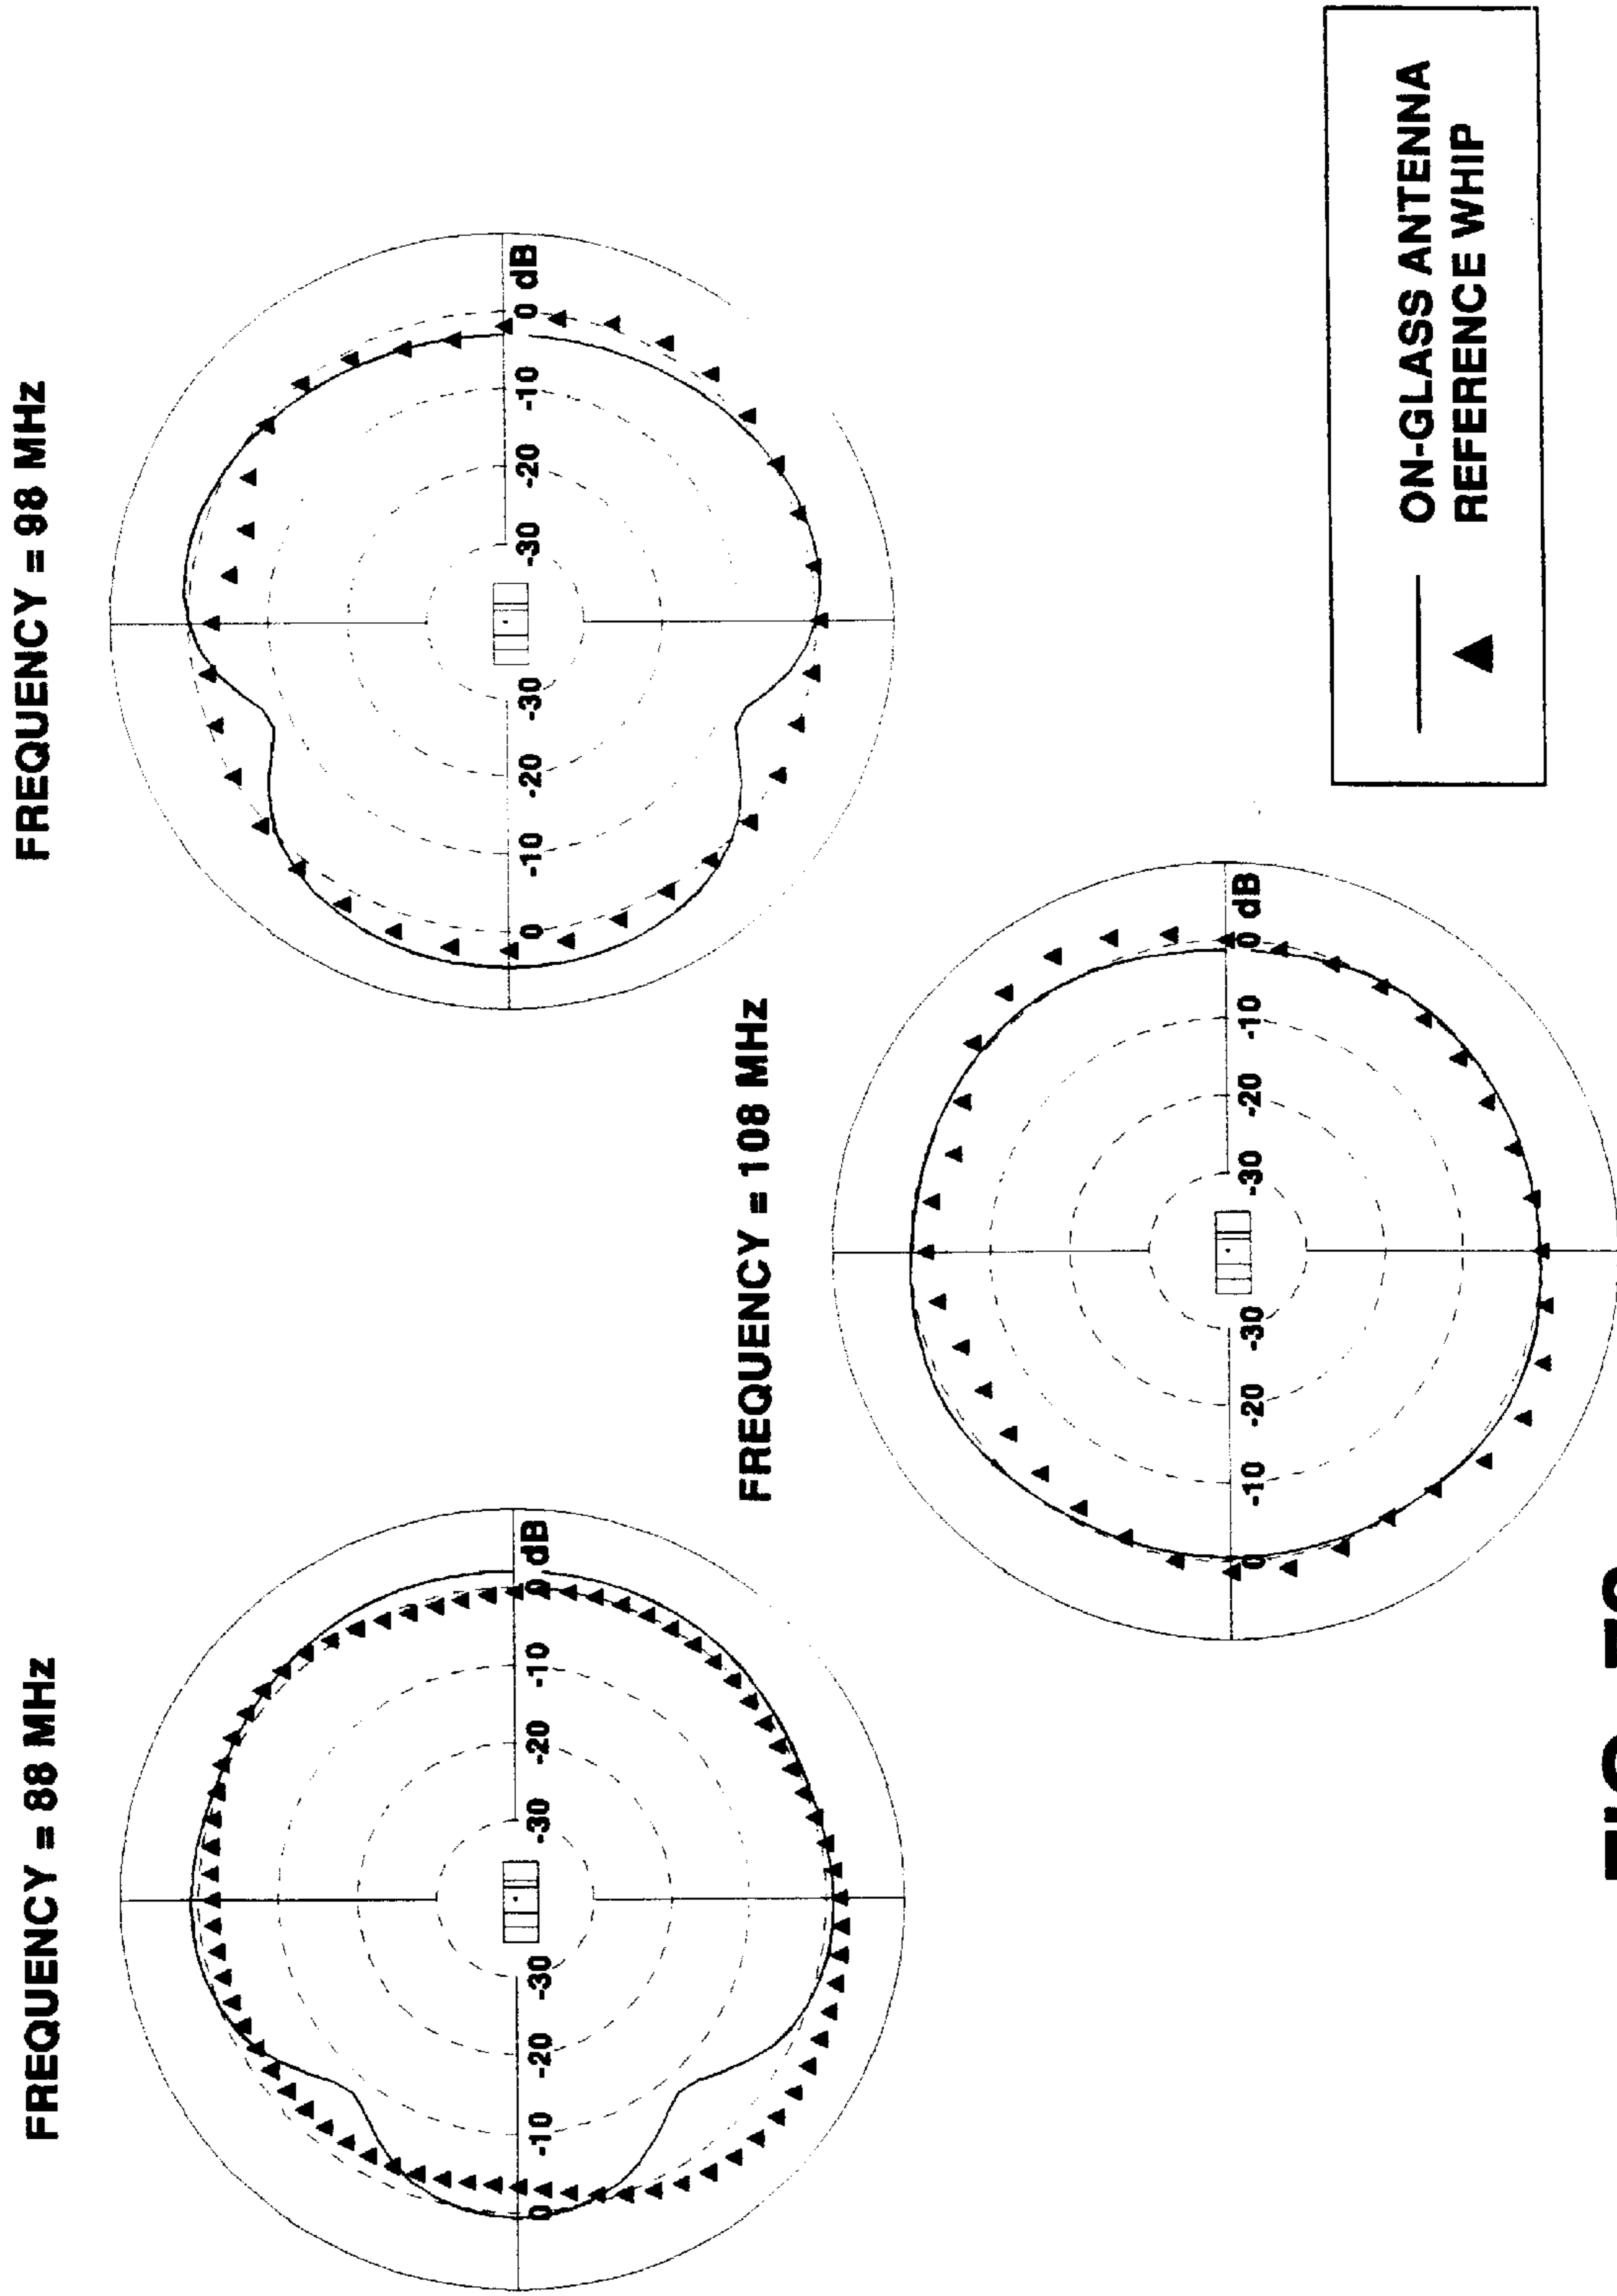 FREQUENCY = 88 MHz
0 -10 -20 -30 -30 -20 -10 0 dB
FREQUENCY = 98 MHz
0 -10 -20 -30 -30 -20 -10 0 dB
FREQUENCY = 108 MHz
0 -10 -20 -30 -30 -20 -10 0 dB
ON-GLASS ANTENNA
REFERENCE WHIP